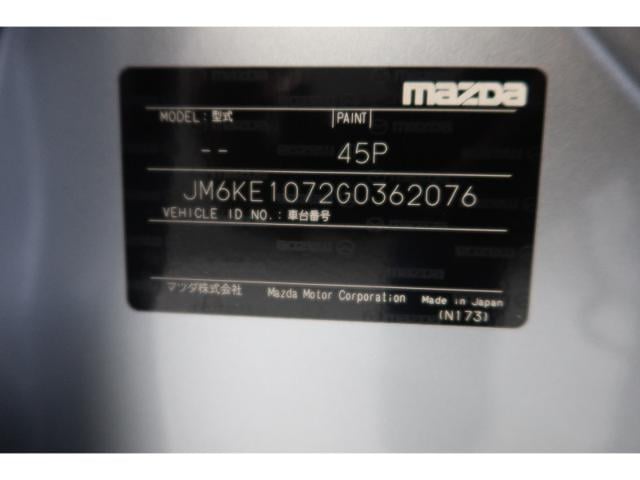 mazda
MODEL:型式 |PAINT|
-- 45P
JM6KE1072G0362076
VEHICLE ID NO.:車台番号
マツダ株式会社 Mazda Motor Corporation Made in Japan
(N173)